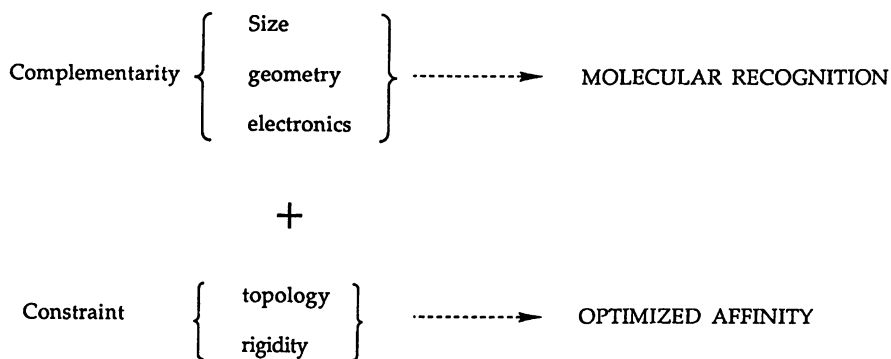 Size
Complementarity geometry MOLECULAR RECOGNITION
electronics
+
topology
Constraint OPTIMIZED AFFINITY
rigidity